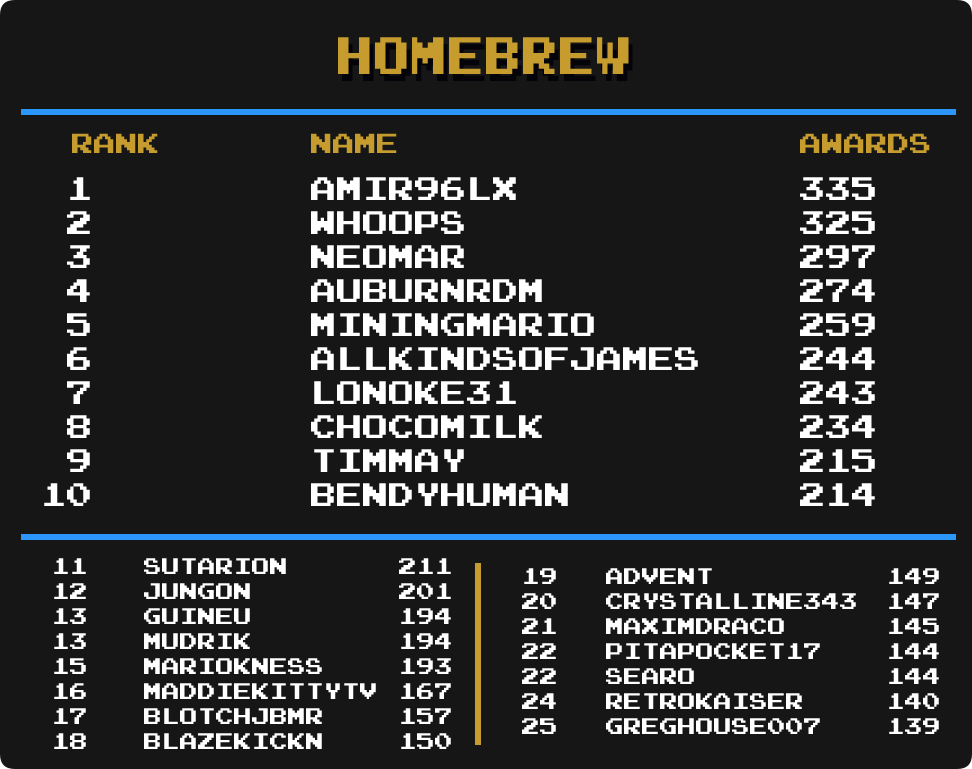 HOMEBREW
RANK NAME AWARDS
1 AMIR96LX 335
2 WHOOPS 325
3 NEOMAR 297
4 AUBURNRDM 274
5 MININGMARIO 259
6 ALLKINDSOFJAMES 244
7 LONOKE31 243
8 CHOCOMILK 234
9 TIMMAY 215
10 BENDYHUMAN 214
11 SUTARION 211
12 JUNGON 201
13 GUINEU 194
13 MUDRIK 194
15 MARIOKNESS 193
16 MADDIEKITTYTV 167
17 BLOTCHJBMR 157
18 BLAZEKICKN 150
19 ADVENT 149
20 CRYSTALLINE343 147
21 MAXIMDRACO 145
22 PITAPOCKET17 144
22 SEARO 144
24 RETROKAISER 140
25 GREGHOUSE007 139